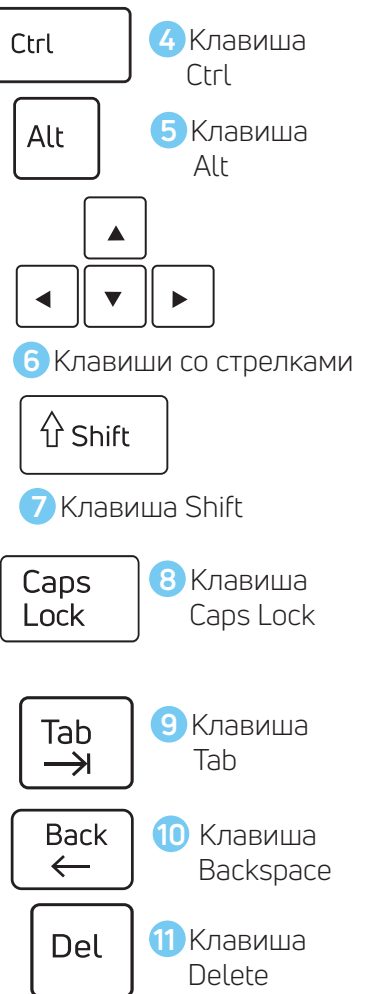 Ctrl
4 Клавиша
Ctrl
Alt
5 Клавиша
Alt
6 Клавиши со стрелками
Shift
7 Клавиша Shift
Caps
Lock
8 Клавиша
Caps Lock
Tab
9 Клавиша
Tab
Back
10 Клавиша
Backspace
Del
11 Клавиша
Delete